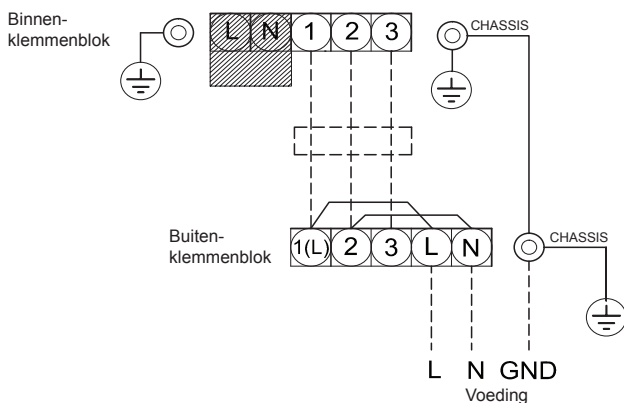 Binnen-
klemmenblok
L N 1 2 3
CHASSIS
Buiten-
klemmenblok
1(L) 2 3 L N
CHASSIS
L N GND
Voeding